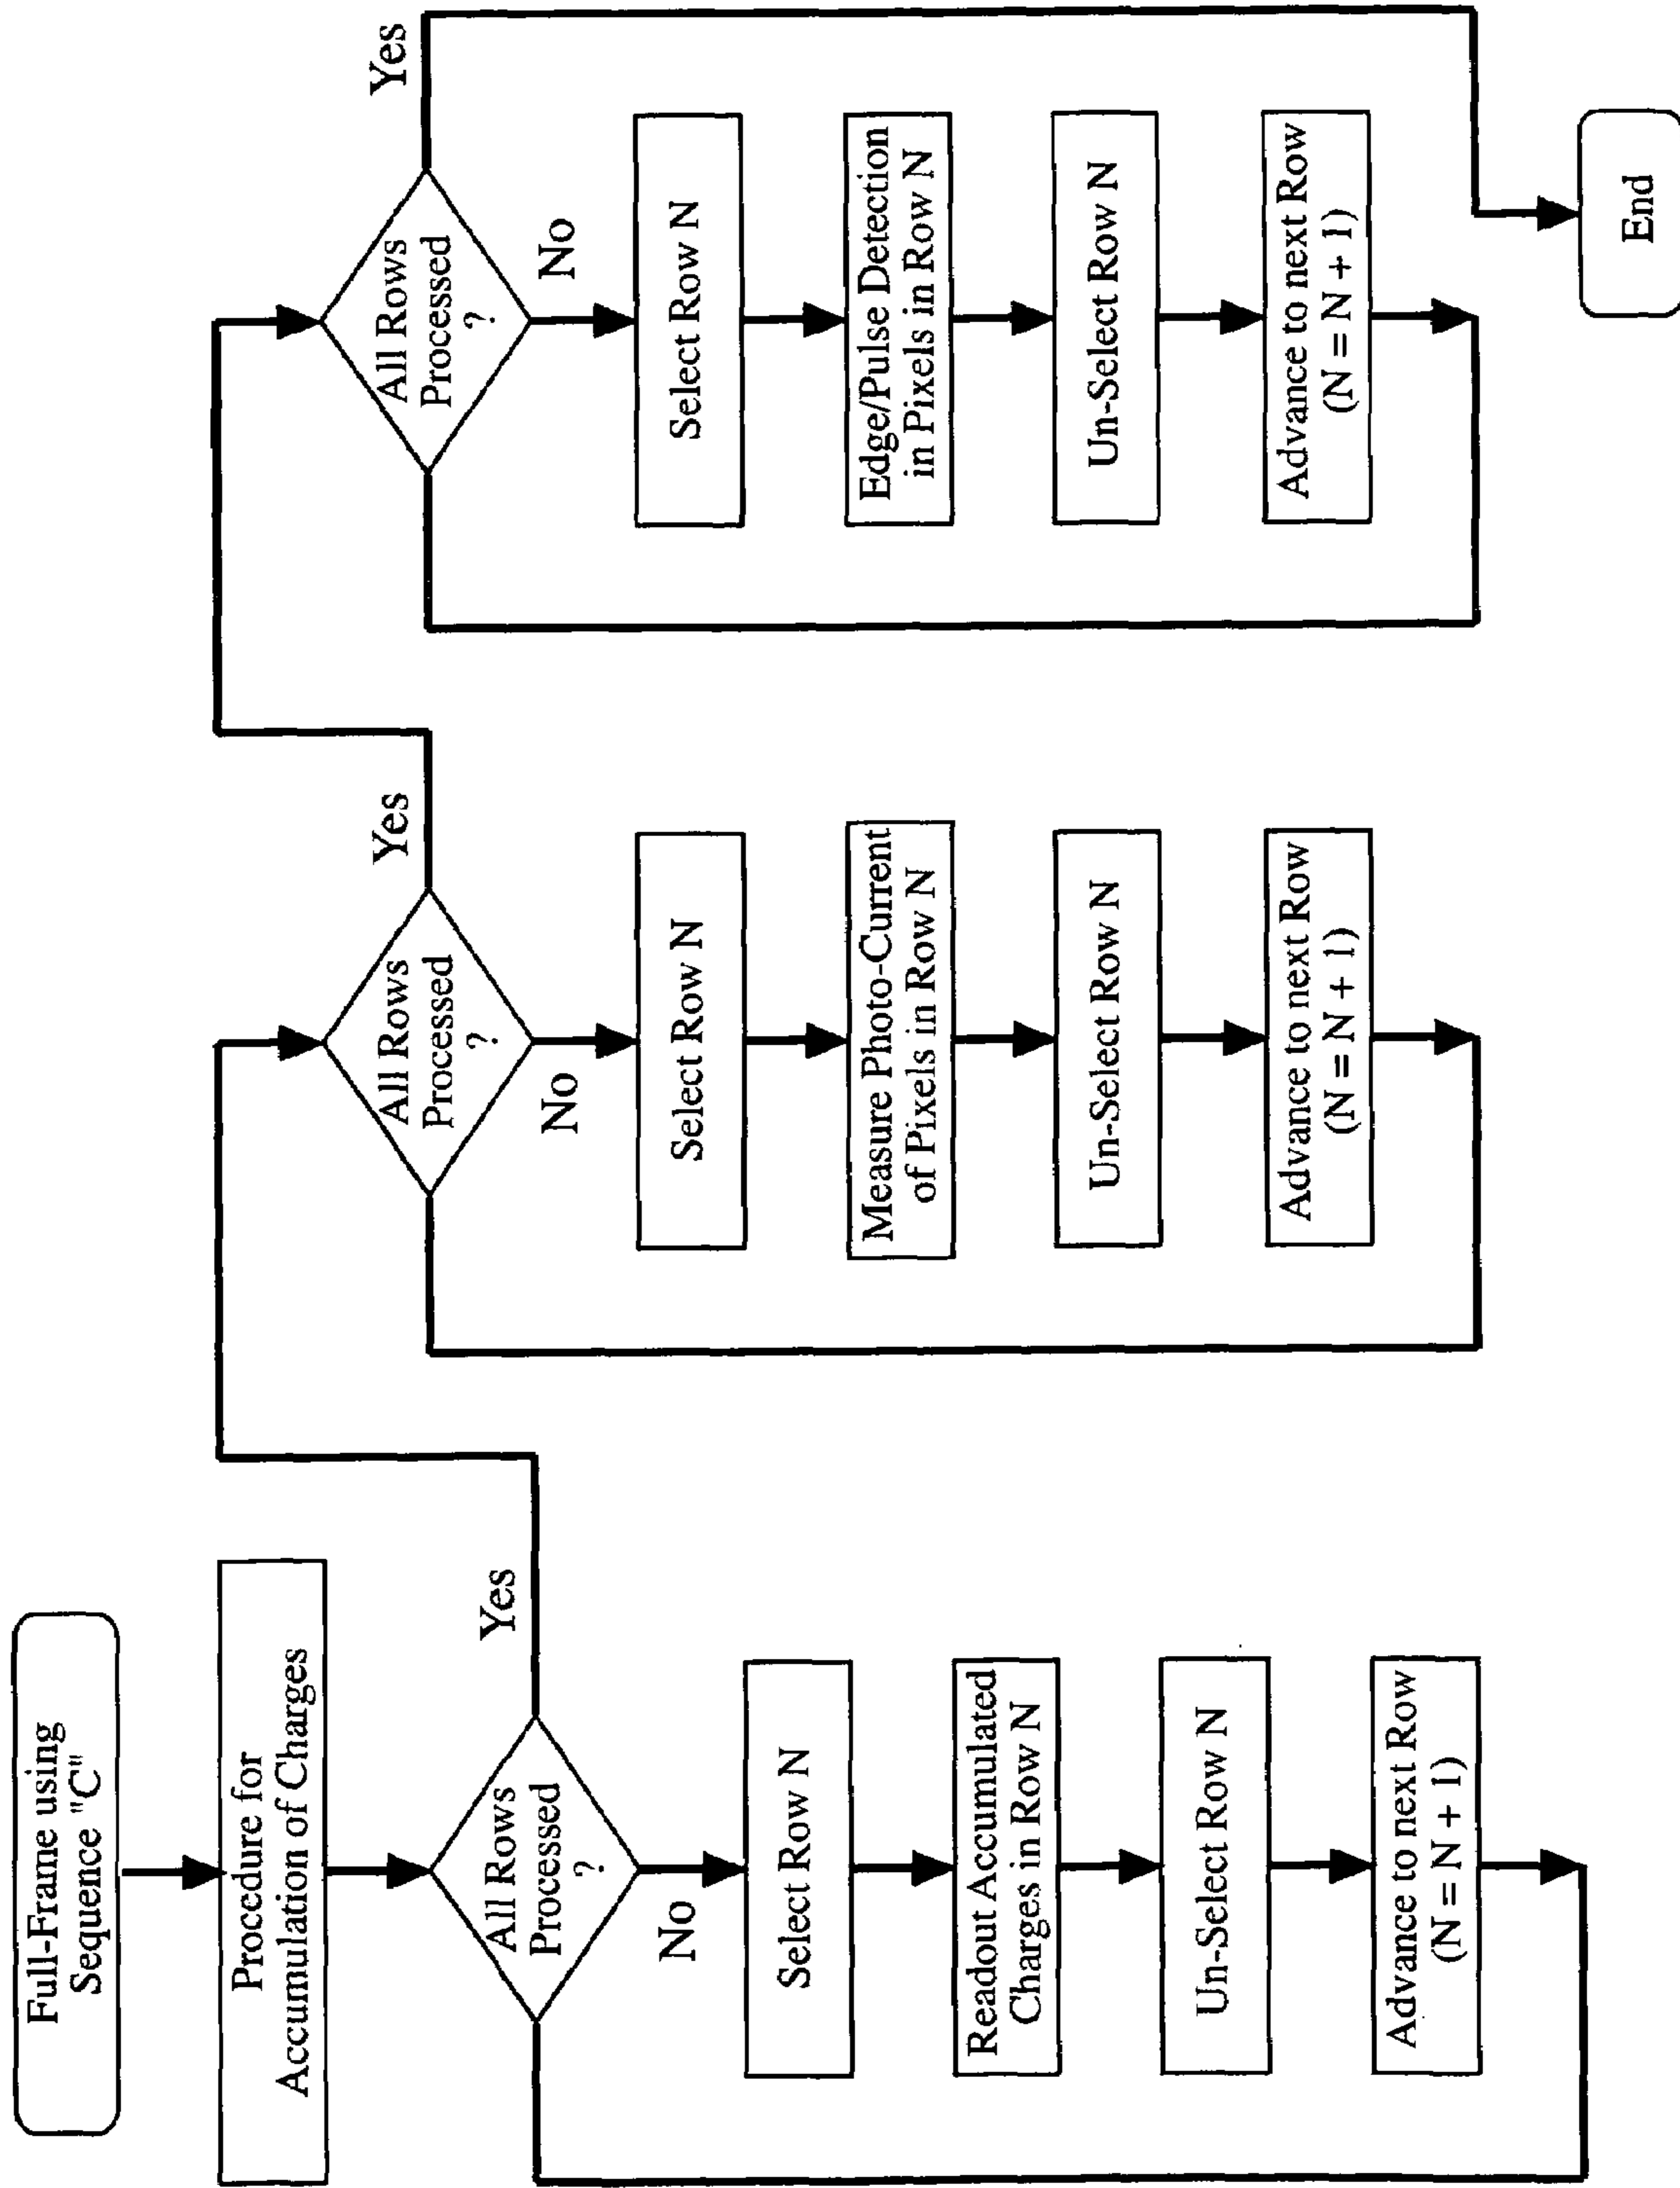 Full-Frame using
Sequence "C"
Procedure for
Accumulation of Charges
All Rows
Processed
?
Yes
No
Select Row N
Readout Accumulated
Charges in Row N
Un-Select Row N
Advance to next Row
(N = N + 1)
All Rows
Processed
?
Yes
No
Select Row N
Measure Photo-Current
of Pixels in Row N
Un-Select Row N
Advance to next Row
(N = N + 1)
All Rows
Processed
?
Yes
No
Select Row N
Edge/Pulse Detection
in Pixels in Row N
Un-Select Row N
Advance to next Row
(N = N + 1)
End